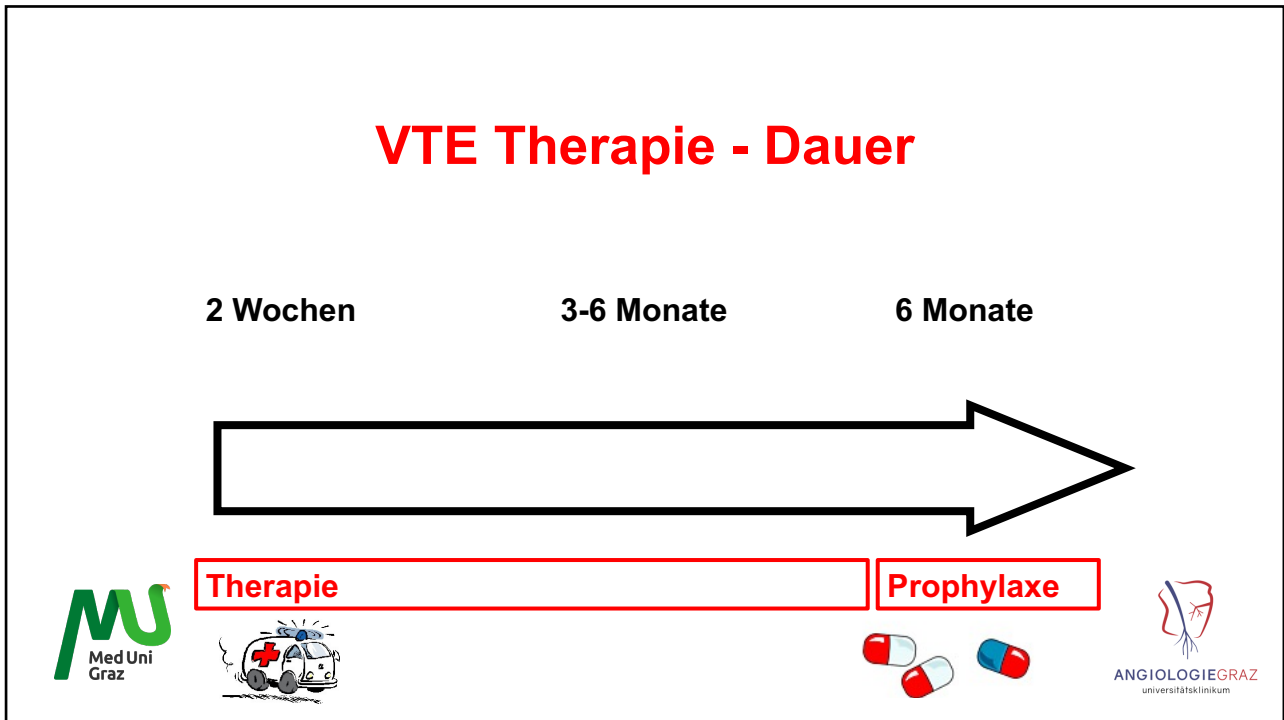 VTE Therapie - Dauer
2 Wochen 3-6 Monate 6 Monate
Therapie Prophylaxe
Med Uni
Graz
ANGIOLOGIEGRAZ
universitätsklinikum